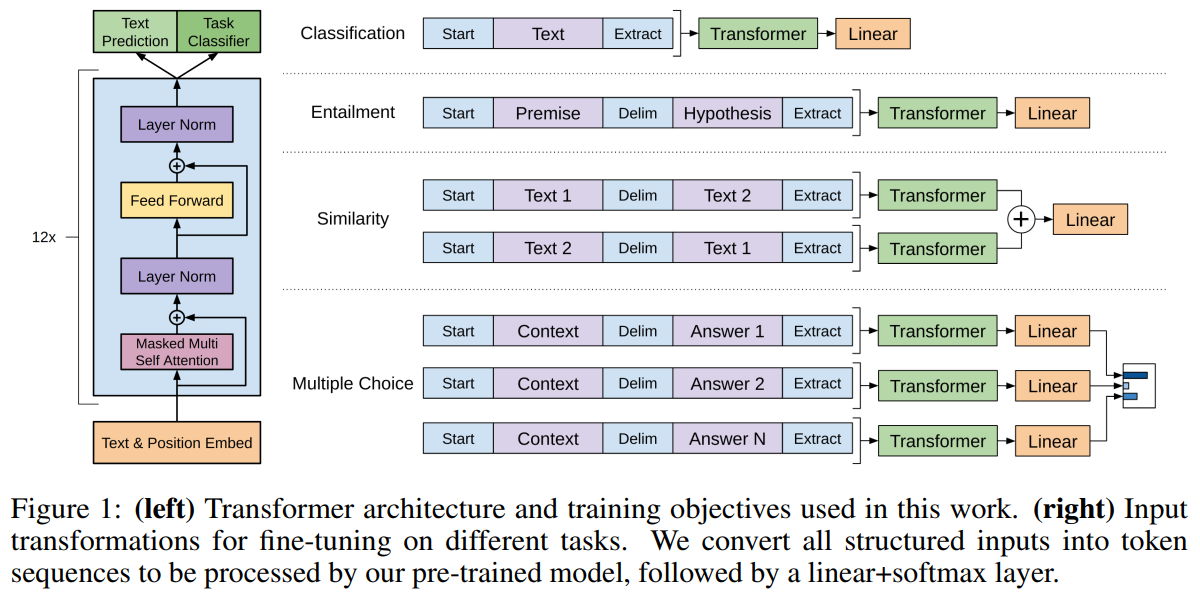 Text
Prediction
Task
Classifier
12x
Layer Norm
+
Feed Forward
Layer Norm
+
Masked Multi
Self Attention
Text & Position Embed
Classification
Start Text Extract Transformer Linear
Entailment
Start Premise Delim Hypothesis Extract Transformer Linear
Similarity
Start Text 1 Delim Text 2 Extract Transformer
Start Text 2 Delim Text 1 Extract Transformer
+ Linear
Multiple Choice
Start Context Delim Answer 1 Extract Transformer Linear
Start Context Delim Answer 2 Extract Transformer Linear
Start Context Delim Answer N Extract Transformer Linear
Figure 1: (left) Transformer architecture and training objectives used in this work. (right) Input
transformations for fine-tuning on different tasks. We convert all structured inputs into token
sequences to be processed by our pre-trained model, followed by a linear+softmax layer.